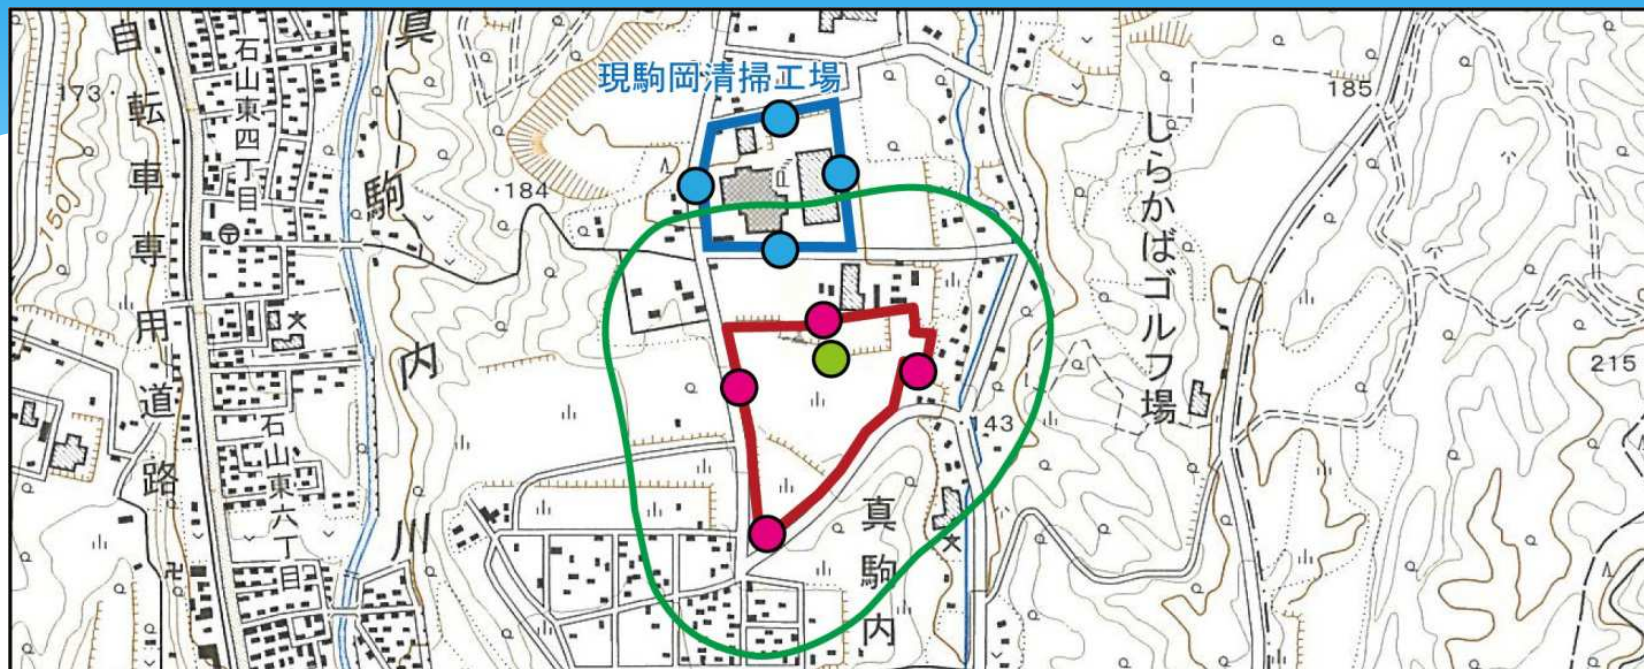 自転車専用道路
173
150
石山東四丁目
石山東六丁目
真駒内川
184
現駒岡清掃工場
真駒内
143
しらかばゴルフ場
185
215